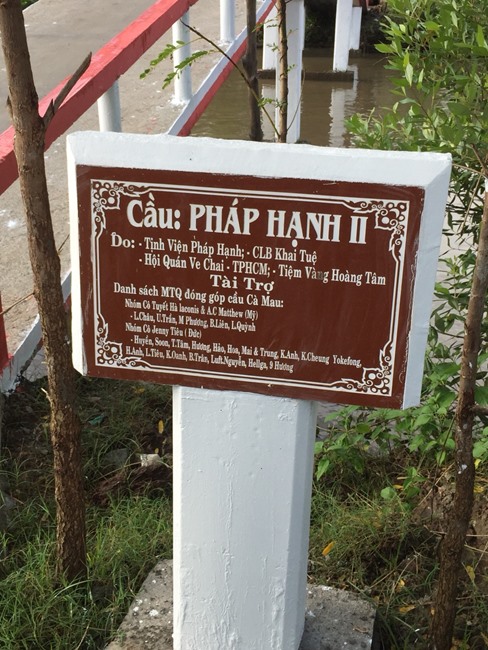 Cầu: PHÁP HẠNH II
Do: - Tịnh Viện Pháp Hạnh; - CLB Khai Tuệ
- Hội Quán Ve Chai - TPHCM; - Tiệm Vàng Hoàng Tâm
Tài Trợ
Danh sách MTQ đóng góp cầu Cà Mau:
Nhóm Cô Tuyết Hà laconis & A.C Matthew (Mỹ)
- L.Châu, U.Trần, M Phương, B.Liên, L.Quỳnh
Nhóm Cô Jenny Tiêu (Đức)
- Huyền, Soon, T.Tâm, Hương, Hảo, Hoa, Mai & Trung, K.Anh, K.Cheung Yokefong,
H.Anh, L.Tiêu, K.Oanh, B.Trân, Luft.Nguyễn, Hellga, 9 Hương